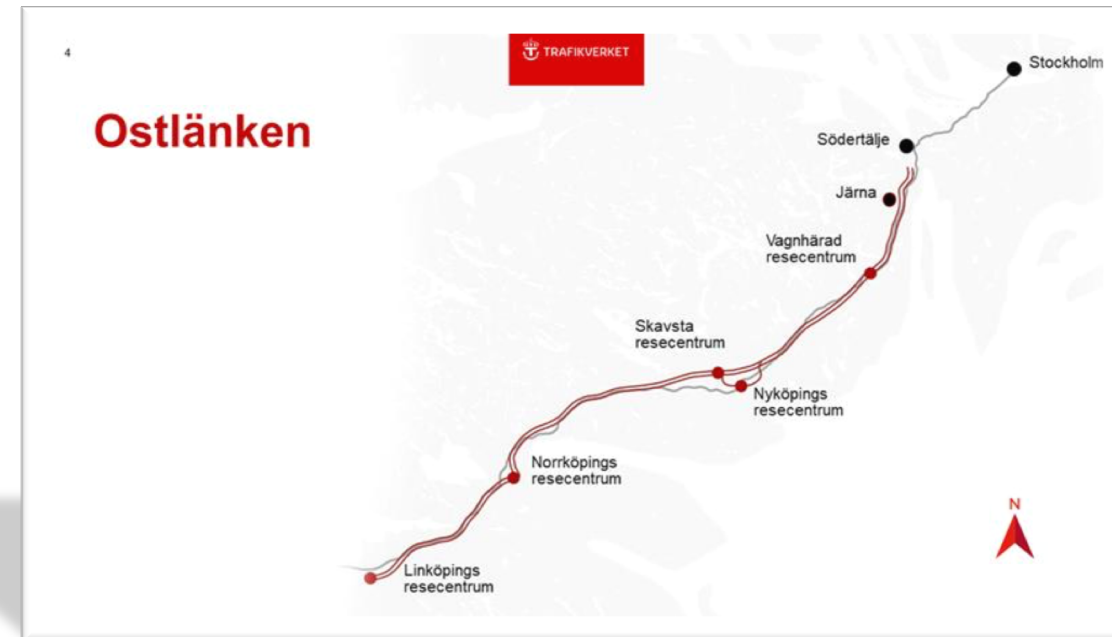 4
TRAFIKVERKET
Ostlänken
Stockholm
Södertälje
Järna
Vagnhärad
resecentrum
Skavsta
resecentrum
Nyköpings
resecentrum
Norrköpings
resecentrum
Linköpings
resecentrum
N